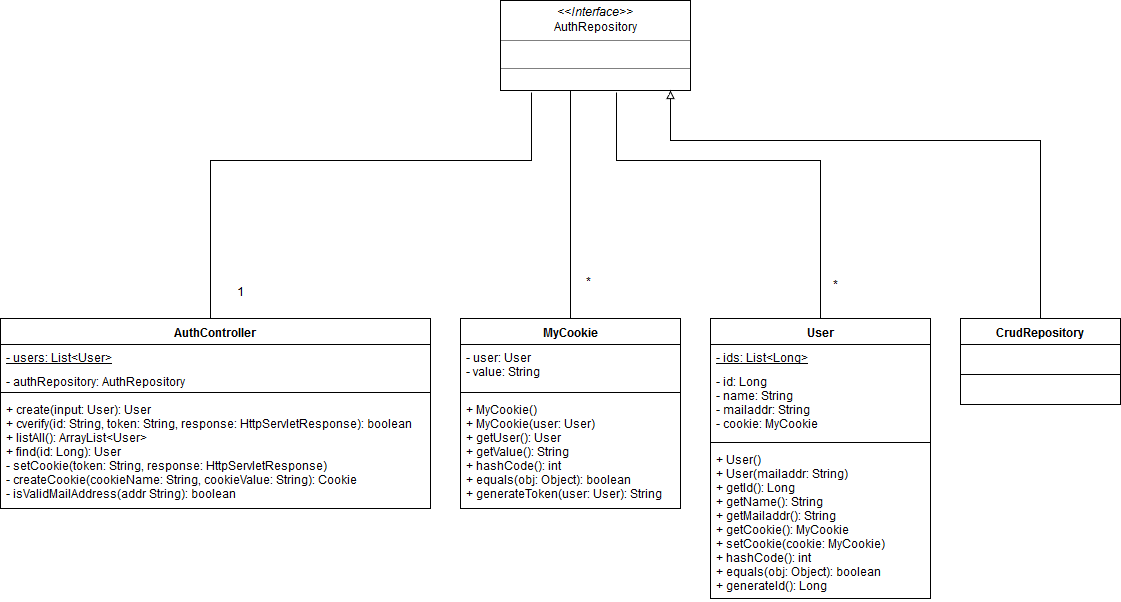 <<Interface>>
AuthRepository
1
*
*
AuthController
- users: List<User>
- authRepository: AuthRepository
+ create(input: User): User
+ cverify(id: String, token: String, response: HttpServletResponse): boolean
+ listAll(): ArrayList<User>
+ find(id: Long): User
- setCookie(token: String, response: HttpServletResponse)
- createCookie(cookieName: String, cookieValue: String): Cookie
- isValidMailAddress(addr String): boolean
MyCookie
- user: User
- value: String
+ MyCookie()
+ MyCookie(user: User)
+ getUser(): User
+ getValue(): String
+ hashCode(): int
+ equals(obj: Object): boolean
+ generateToken(user: User): String
User
- ids: List<Long>
- id: Long
- name: String
- mailaddr: String
- cookie: MyCookie
+ User()
+ User(mailaddr: String)
+ getId(): Long
+ getName(): String
+ getMailaddr(): String
+ getCookie(): MyCookie
+ setCookie(cookie: MyCookie)
+ hashCode(): int
+ equals(obj: Object): boolean
+ generateId(): Long
CrudRepository